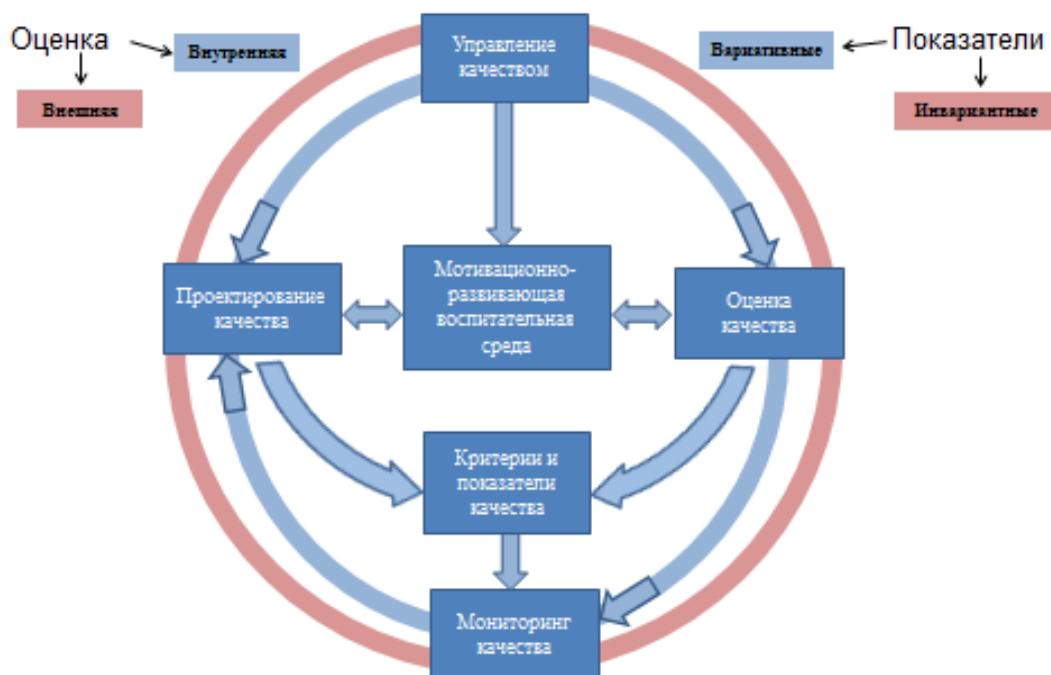 Оценка
Внутренняя
Внешняя
Управление
качеством
Вариативные
Показатели
Инвариантные
Проектирование
качества
Мотивационно-
развивающая
воспитательная
среда
Оценка
качества
Критерии и
показатели
качества
Мониторинг
качества